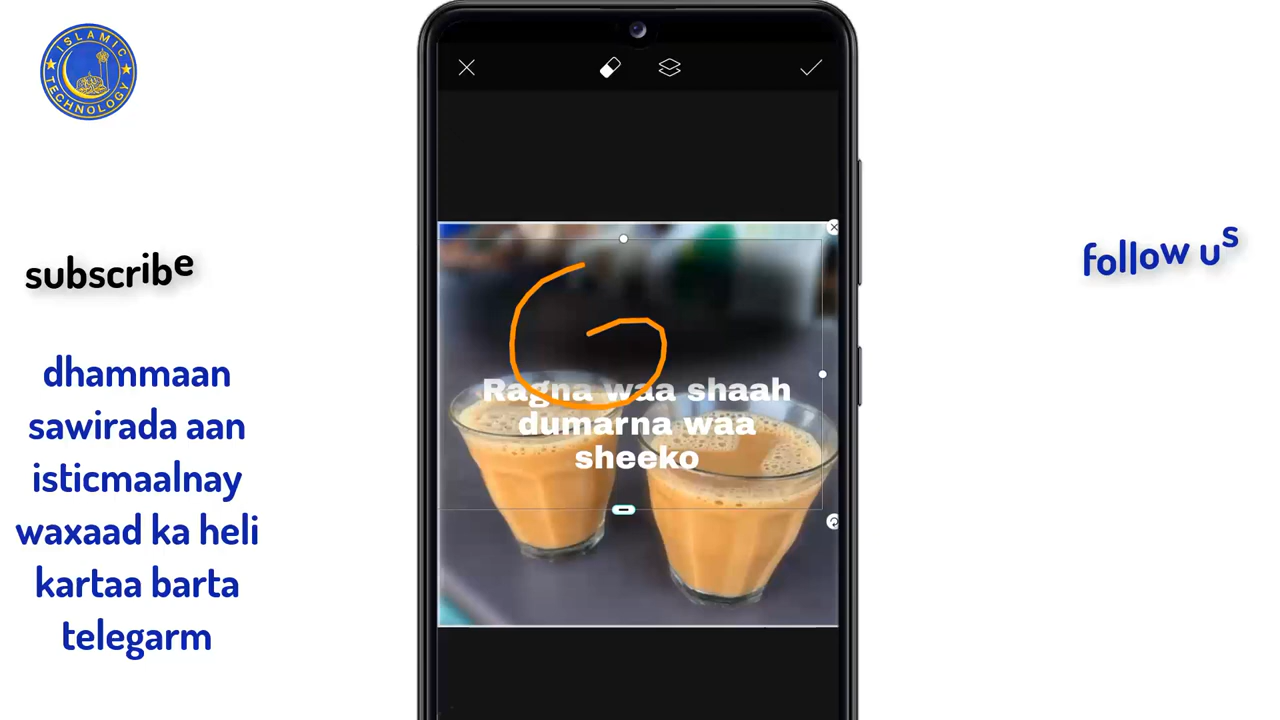 ISLAMIC
TECHNOLOGY
subscribe
dhammaan
sawirada aan
isticmaalnay
waxaad ka heli
kartaa barta
telegarm
Ragna waa shaah
dumarna waa
sheeko
follow us